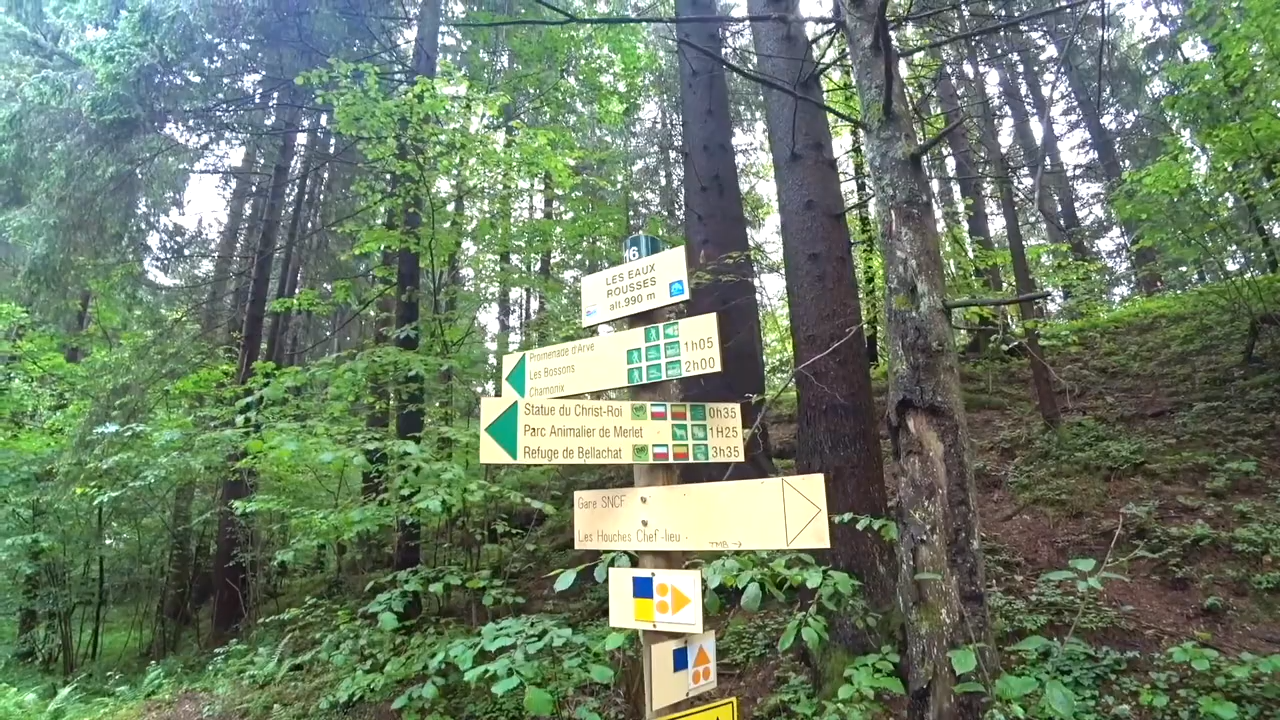 16
LES EAUX
ROUSSES
alt.990 m
Promenade d'Arve
Les Bossons 1h05
Chamonix 2h00
Statue du Christ-Roi 0h35
Parc Animalier de Merlet 1H25
Refuge de Bellachat 3h35
Gare SNCF
Les Houches Chef-lieu
TMB →